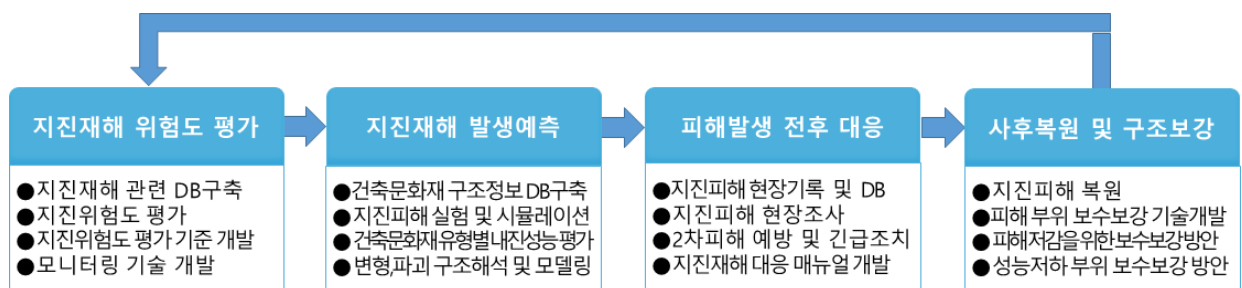 지진재해 위험도 평가
●지진재해 관련 DB구축
●지진위험도 평가
●지진위험도 평가 기준 개발
●모니터링 기술 개발
지진재해 발생예측
●건축문화재 구조정보 DB구축
●지진피해 실험 및 시뮬레이션
●건축문화재 유형별 내진성능 평가
●변형,파괴 구조해석 및 모델링
피해발생 전후 대응
●지진피해 현장기록 및 DB
●지진피해 현장조사
●2차피해 예방 및 긴급조치
●지진재해 대응 매뉴얼 개발
사후복원 및 구조보강
●지진피해 복원
●피해 부위 보수보강 기술개발
●피해 저감을 위한 보수보강 방안
●성능저하 부위 보수보강 방안